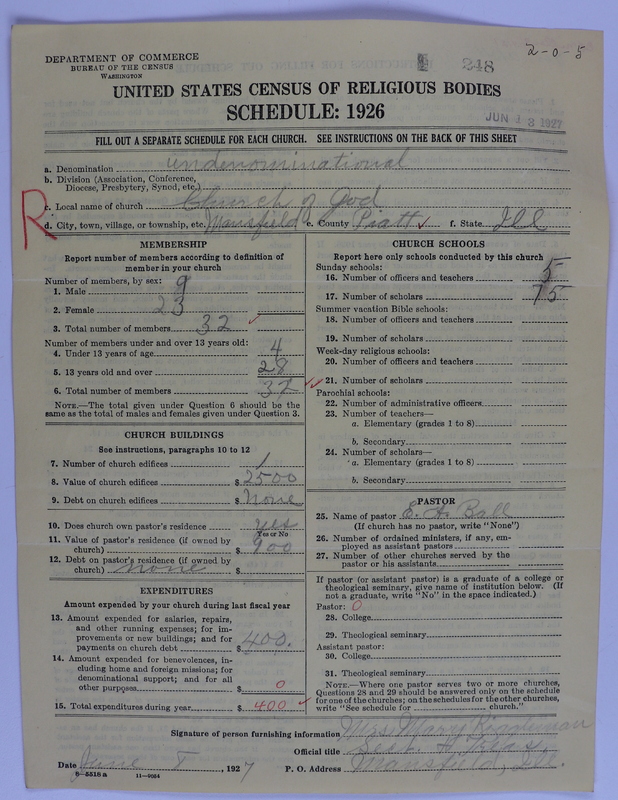 2-0-5
248
JUN 13 1927
DEPARTMENT OF COMMERCE
BUREAU OF THE CENSUS
WASHINGTON
UNITED STATES CENSUS OF RELIGIOUS BODIES
SCHEDULE: 1926
FILL OUT A SEPARATE SCHEDULE FOR EACH CHURCH. SEE INSTRUCTIONS ON THE BACK OF THIS SHEET
a. Denomination undenominational
b. Division (Association, Conference,
Diocese, Presbytery, Synod, etc.)
R
c. Local name of church Church of God
d. City, town, village, or township, etc. Mansfield e. County Piatt ✓ f. State Ill
MEMBERSHIP
Report number of members according to definition of
member in your church
Number of members, by sex:
1. Male 9
2. Female 23
3. Total number of members 32 ✓
Number of members under and over 13 years old:
4. Under 13 years of age 4
5. 13 years old and over 28
6. Total number of members 32 ✓
NOTE.—The total given under Question 6 should be the
same as the total of males and females given under Question 3.
CHURCH BUILDINGS
See instructions, paragraphs 10 to 12
7. Number of church edifices 1
8. Value of church edifices $ 2500
9. Debt on church edifices $ None
10. Does church own pastor's residence yes
Yes or No
11. Value of pastor's residence (if owned by
church) $ 900
12. Debt on pastor's residence (if owned by
church) none $
EXPENDITURES
Amount expended by your church during last fiscal year
13. Amount expended for salaries, repairs,
and other running expenses; for im-
provements or new buildings; and for
payments on church debt $ 400.
14. Amount expended for benevolences, in-
cluding home and foreign missions; for
denominational support; and for all
other purposes $ 0
15. Total expenditures during year $ 400 ✓
CHURCH SCHOOLS
Report here only schools conducted by this church
Sunday schools:
16. Number of officers and teachers 5
17. Number of scholars 75
Summer vacation Bible schools:
18. Number of officers and teachers
19. Number of scholars
Week-day religious schools:
20. Number of officers and teachers
✓ 21. Number of scholars
Parochial schools:
22. Number of administrative officers
23. Number of teachers—
a. Elementary (grades 1 to 8)
b. Secondary
24. Number of scholars—
a. Elementary (grades 1 to 8)
b. Secondary
PASTOR
25. Name of pastor E. H. Ball
(If church has no pastor, write "None")
26. Number of ordained ministers, if any, em-
ployed as assistant pastors
27. Number of other churches served by the
pastor or his assistants
If pastor (or assistant pastor) is a graduate of a college or
theological seminary, give name of institution below. (If
not a graduate, write "No" in the space indicated.)
Pastor: 0
28. College
29. Theological seminary
Assistant pastor:
30. College
31. Theological seminary
NOTE.—Where one pastor serves two or more churches,
Questions 28 and 29 should be answered only on the schedule
for one of the churches; on the schedules for the other churches,
write "See schedule for church."
Signature of person furnishing information Mrs Mary
Official title Sect. & Treas.
Date June , 1927 P. O. Address Mansfield, Ill.
8-5518 a 11-9064